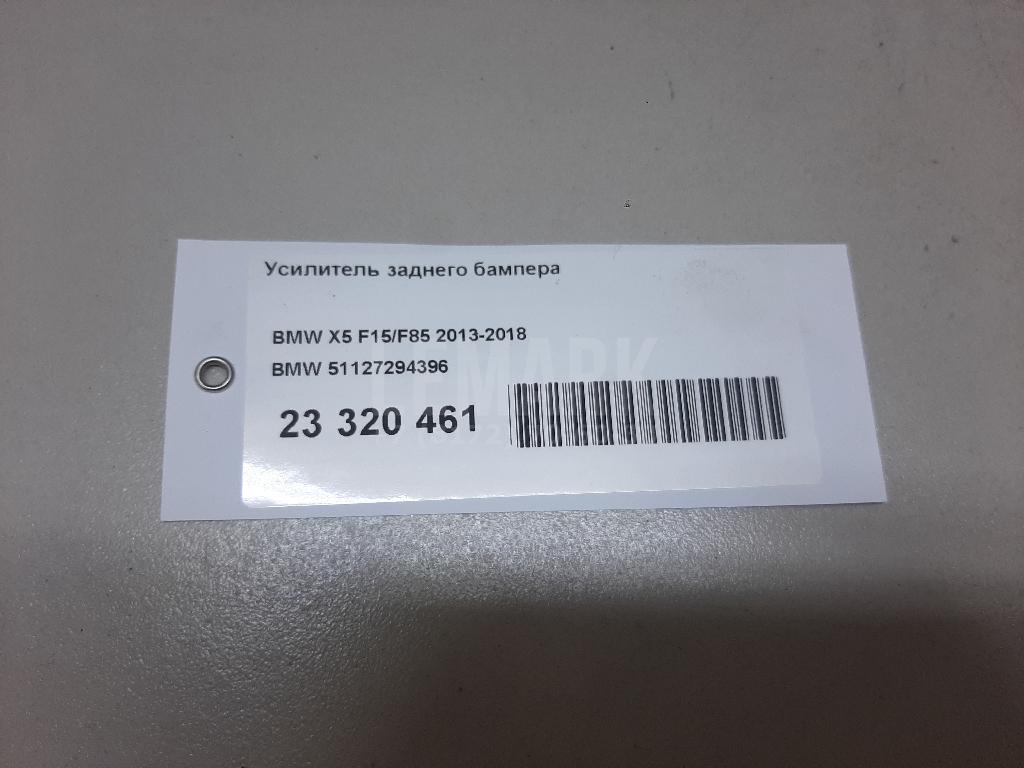 Усилитель заднего бампера
BMW X5 F15/F85 2013-2018
BMW 51127294396
23 320 461